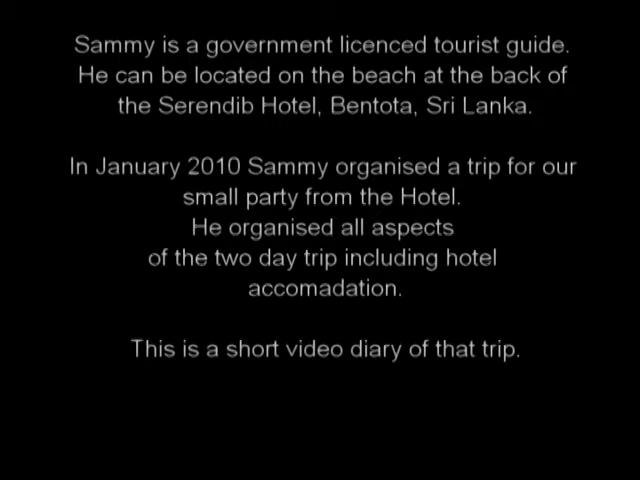 Sammy is a government licenced tourist guide.
He can be located on the beach at the back of
the Serendib Hotel, Bentota, Sri Lanka.
In January 2010 Sammy organised a trip for our
small party from the Hotel.
He organised all aspects
of the two day trip including hotel
accomadation.
This is a short video diary of that trip.